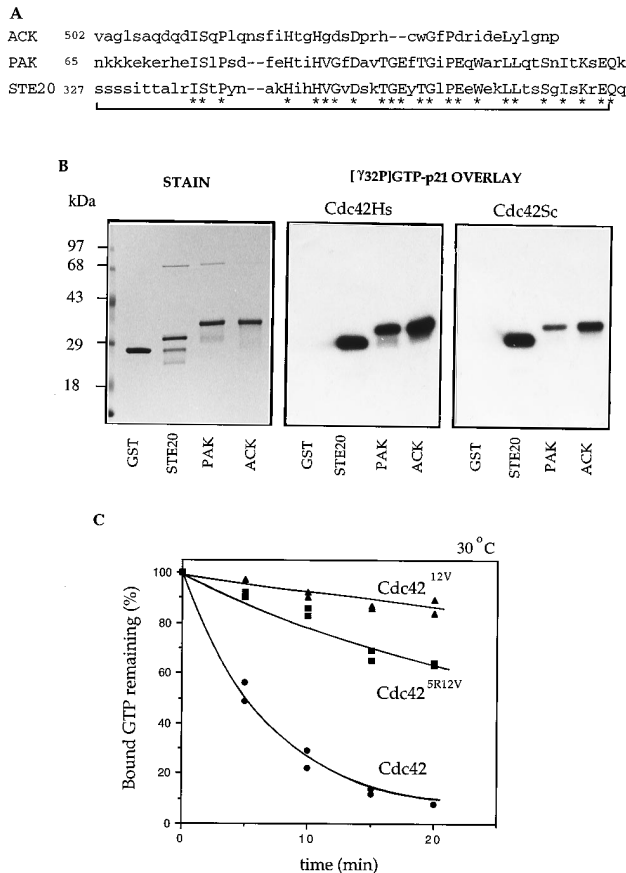 A
ACK 502 vaglsaqdqdISqPlqnsfiHtgHgdsDprh--cwGfPdrideLylgnp
PAK 65 nkkkekerheISlPsd--feHtiHVGfDavTGEfTGiPEQWarLLqtSnItKsEQk
STE20 327 ssssittalrISTPyn--akHihHVGvDsktTGEyTGlPEeWekLLtsSgIsKrEQq
** * * *** * *** ** ** * ** * * * **
B
STAIN
[γ32P]GTP-p21 OVERLAY
kDa
Cdc42Hs
Cdc42Sc
97
68
43
29
18
GST STE20 PAK ACK GST STE20 PAK ACK GST STE20 PAK ACK
C
30 °C
Bound GTP remaining (%)
100
80
60
40
20
0
Cdc42 12V
Cdc42 5R12V
Cdc42
0 10 20
time (min)